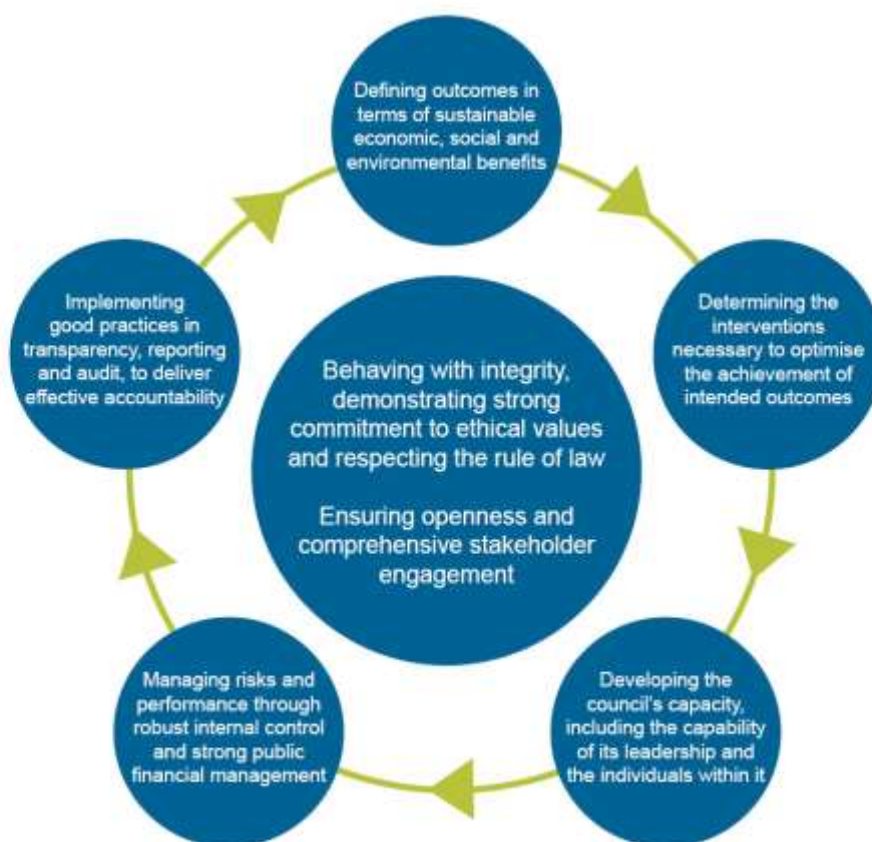 Defining outcomes in
terms of sustainable
economic, social and
environmental benefits
Determining the
interventions
necessary to optimise
the achievement of
intended outcomes
Developing the
council's capacity,
including the capability
of its leadership and
the individuals within it
Managing risks and
performance through
robust internal control
and strong public
financial management
Implementing
good practices in
transparency, reporting
and audit, to deliver
effective accountability
Behaving with integrity,
demonstrating strong
commitment to ethical values
and respecting the rule of law
Ensuring openness and
comprehensive stakeholder
engagement